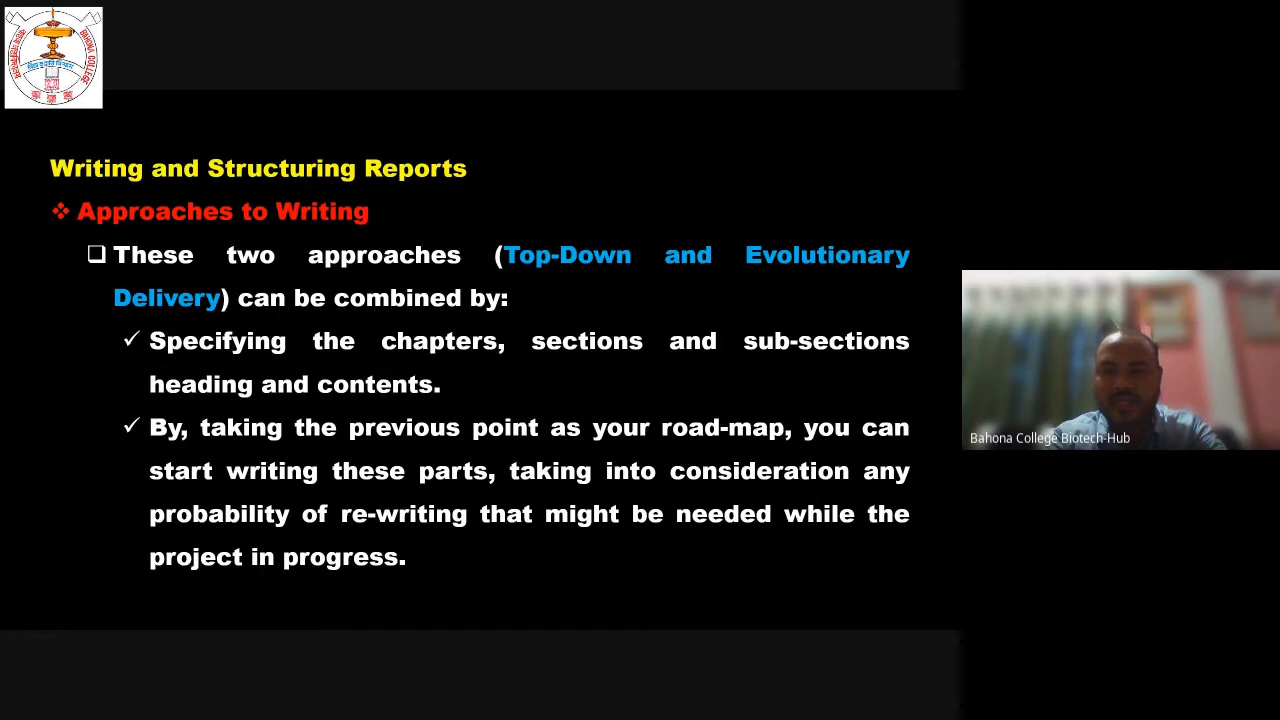 BAHONA COLLEGE
Writing and Structuring Reports
Approaches to Writing
These two approaches (Top-Down and Evolutionary
Delivery) can be combined by:
Specifying the chapters, sections and sub-sections
heading and contents.
By, taking the previous point as your road-map, you can
start writing these parts, taking into consideration any
probability of re-writing that might be needed while the
project in progress.
Bahona College Biotech-Hub